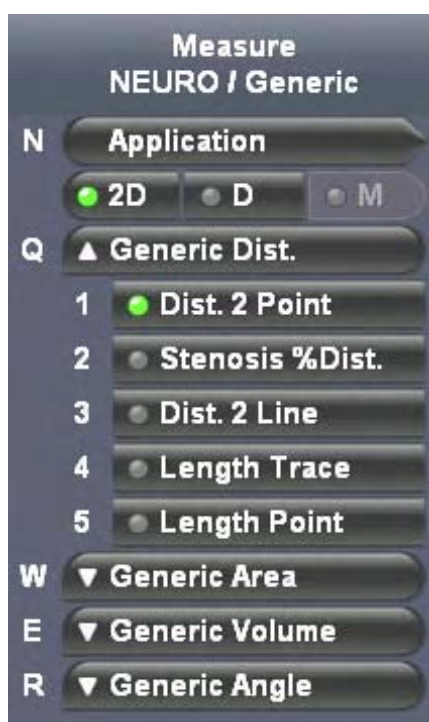 Measure
NEURO / Generic
N Application
2D D M
Q Generic Dist.
1 Dist. 2 Point
2 Stenosis %Dist.
3 Dist. 2 Line
4 Length Trace
5 Length Point
W Generic Area
E Generic Volume
R Generic Angle